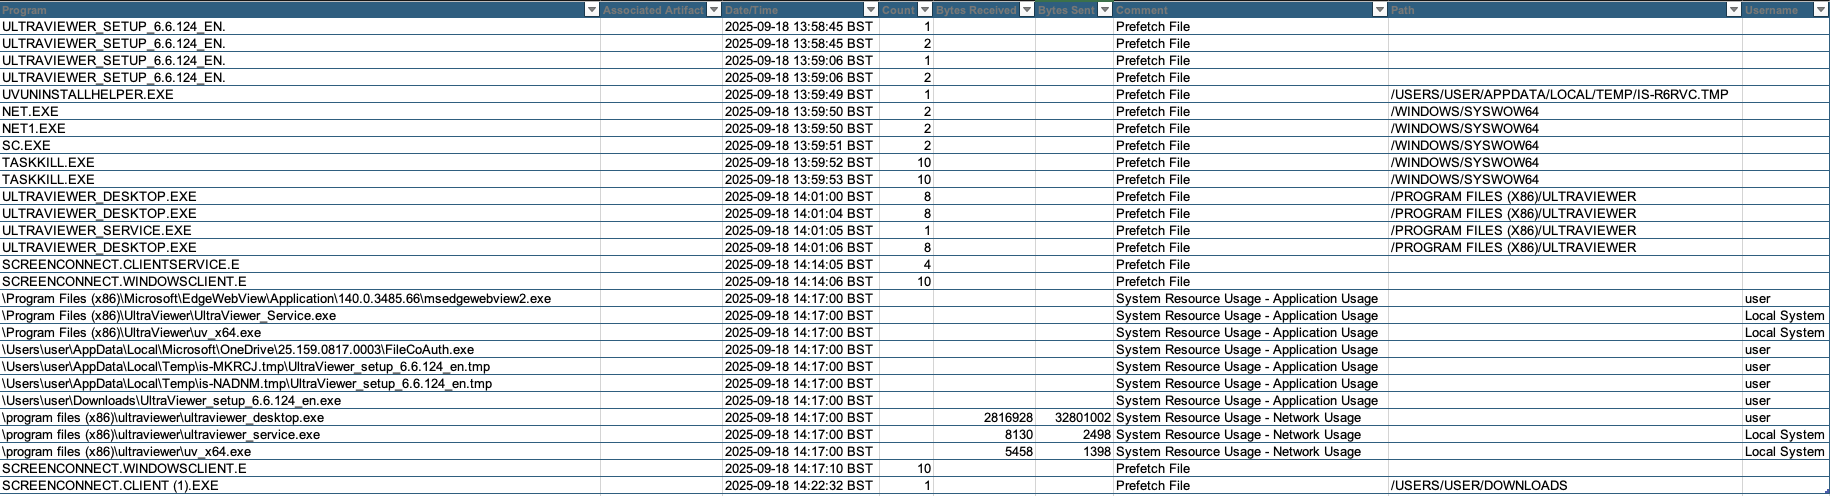 Program Associated Artifact Date/Time Count Bytes Received Bytes Sent Comment Path Username
ULTRAVIEWER_SETUP_6.6.124_EN. 2025-09-18 13:58:45 BST 1 Prefetch File
ULTRAVIEWER_SETUP_6.6.124_EN. 2025-09-18 13:58:45 BST 2 Prefetch File
ULTRAVIEWER_SETUP_6.6.124_EN. 2025-09-18 13:59:06 BST 1 Prefetch File
ULTRAVIEWER_SETUP_6.6.124_EN. 2025-09-18 13:59:06 BST 2 Prefetch File
UVUNINSTALLHELPER.EXE 2025-09-18 13:59:49 BST 1 Prefetch File /USERS/USER/APPDATA/LOCAL/TEMP/IS-R6RVC.TMP
NET.EXE 2025-09-18 13:59:50 BST 2 Prefetch File /WINDOWS/SYSWOW64
NET1.EXE 2025-09-18 13:59:50 BST 2 Prefetch File /WINDOWS/SYSWOW64
SC.EXE 2025-09-18 13:59:51 BST 2 Prefetch File /WINDOWS/SYSWOW64
TASKKILL.EXE 2025-09-18 13:59:52 BST 10 Prefetch File /WINDOWS/SYSWOW64
TASKKILL.EXE 2025-09-18 13:59:53 BST 10 Prefetch File /WINDOWS/SYSWOW64
ULTRAVIEWER_DESKTOP.EXE 2025-09-18 14:01:00 BST 8 Prefetch File /PROGRAM FILES (X86)/ULTRAVIEWER
ULTRAVIEWER_DESKTOP.EXE 2025-09-18 14:01:04 BST 8 Prefetch File /PROGRAM FILES (X86)/ULTRAVIEWER
ULTRAVIEWER_SERVICE.EXE 2025-09-18 14:01:05 BST 1 Prefetch File /PROGRAM FILES (X86)/ULTRAVIEWER
ULTRAVIEWER_DESKTOP.EXE 2025-09-18 14:01:06 BST 8 Prefetch File /PROGRAM FILES (X86)/ULTRAVIEWER
SCREENCONNECT.CLIENTSERVICE.E 2025-09-18 14:14:05 BST 4 Prefetch File
SCREENCONNECT.WINDOWSCLIENT.E 2025-09-18 14:14:06 BST 10 Prefetch File
\Program Files (x86)\Microsoft\EdgeWebView\Application\140.0.3485.66\msedgewebview2.exe 2025-09-18 14:17:00 BST System Resource Usage - Application Usage user
\Program Files (x86)\UltraViewer\UltraViewer_Service.exe 2025-09-18 14:17:00 BST System Resource Usage - Application Usage Local System
\Program Files (x86)\UltraViewer\uv_x64.exe 2025-09-18 14:17:00 BST System Resource Usage - Application Usage Local System
\Users\user\AppData\Local\Microsoft\OneDrive\25.159.0817.0003\FileCoAuth.exe 2025-09-18 14:17:00 BST System Resource Usage - Application Usage user
\Users\user\AppData\Local\Temp\is-MKRCJ.tmp\UltraViewer_setup_6.6.124_en.tmp 2025-09-18 14:17:00 BST System Resource Usage - Application Usage user
\Users\user\AppData\Local\Temp\is-NADNM.tmp\UltraViewer_setup_6.6.124_en.tmp 2025-09-18 14:17:00 BST System Resource Usage - Application Usage user
\Users\user\Downloads\UltraViewer_setup_6.6.124_en.exe 2025-09-18 14:17:00 BST System Resource Usage - Application Usage user
\program files (x86)\ultraviewer\ultraviewer_desktop.exe 2025-09-18 14:17:00 BST 2816928 32801002 System Resource Usage - Network Usage user
\program files (x86)\ultraviewer\ultraviewer_service.exe 2025-09-18 14:17:00 BST 8130 2498 System Resource Usage - Network Usage Local System
\program files (x86)\ultraviewer\uv_x64.exe 2025-09-18 14:17:00 BST 5458 1398 System Resource Usage - Network Usage Local System
SCREENCONNECT.WINDOWSCLIENT.E 2025-09-18 14:17:10 BST 10 Prefetch File
SCREENCONNECT.CLIENT (1).EXE 2025-09-18 14:22:32 BST 1 Prefetch File /USERS/USER/DOWNLOADS